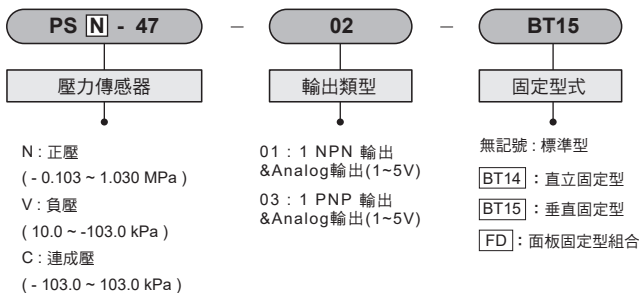 PS N - 47 – 02 – BT15
壓力傳感器
輸出類型
固定型式
N : 正壓
( - 0.103 ~ 1.030 MPa )
V : 負壓
( 10.0 ~ -103.0 kPa )
C : 連成壓
( - 103.0 ~ 103.0 kPa )
01 : 1 NPN 輸出
&Analog輸出(1~5V)
03 : 1 PNP 輸出
&Analog輸出(1~5V)
無記號 : 標準型
BT14 : 直立固定型
BT15 : 垂直固定型
FD : 面板固定型組合